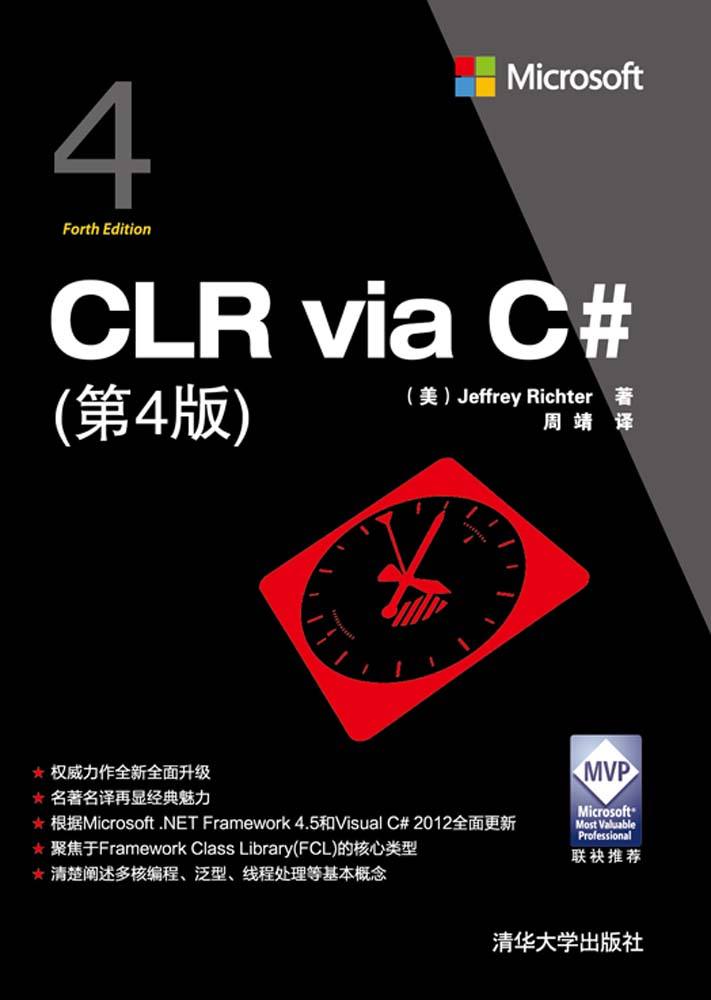 Microsoft
4
Forth Edition
CLR via C#
(第4版)
（美）Jeffrey Richter 著
周 靖 译
★ 权威力作全新全面升级
★ 名著名译再显经典魅力
★ 根据Microsoft .NET Framework 4.5和Visual C# 2012全面更新
★ 聚焦于Framework Class Library(FCL)的核心类型
★ 清楚阐述多核编程、泛型、线程处理等基本概念
MVP
Microsoft®
Most Valuable
Professional
联袂推荐
清华大学出版社